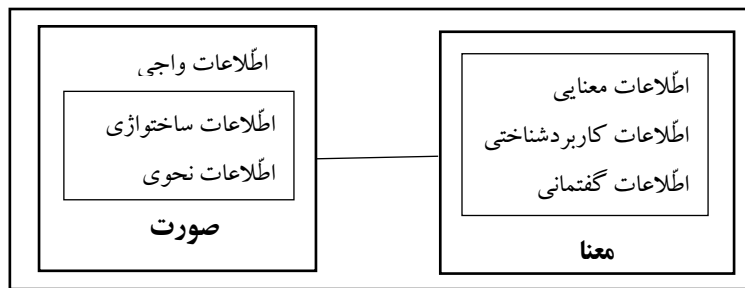 اطّلاعات واجی
اطّلاعات ساختواژی
اطّلاعات نحوی
صورت
اطّلاعات معنایی
اطّلاعات کاربردشناختی
اطّلاعات گفتمانی
معنا